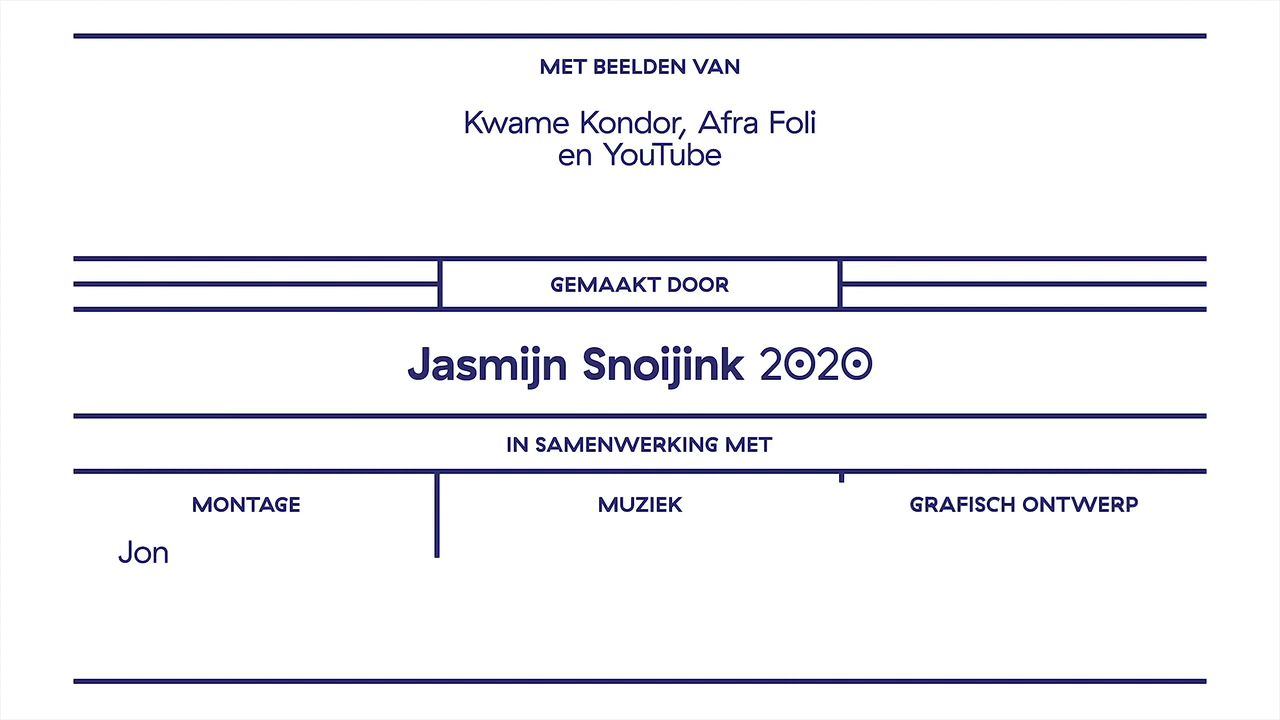 MET BEELDEN VAN
Kwame Kondor, Afra Foli
en YouTube
GEMAAKT DOOR
Jasmijn Snoijink 2020
IN SAMENWERKING MET
MONTAGE
MUZIEK
GRAFISCH ONTWERP
Jon